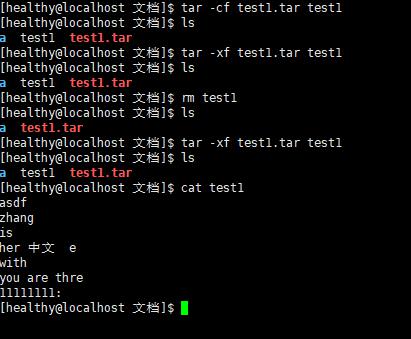 [healthy@localhost 文档]$ tar -cf test1.tar test1
[healthy@localhost 文档]$ ls
a  test1  test1.tar
[healthy@localhost 文档]$ tar -xf test1.tar test1
[healthy@localhost 文档]$ ls
a  test1  test1.tar
[healthy@localhost 文档]$ rm test1
[healthy@localhost 文档]$ ls
a  test1.tar
[healthy@localhost 文档]$ tar -xf test1.tar test1
[healthy@localhost 文档]$ ls
a  test1  test1.tar
[healthy@localhost 文档]$ cat test1
asdf
zhang
is
her 中文  e
with
you are thre
llllllll:
[healthy@localhost 文档]$